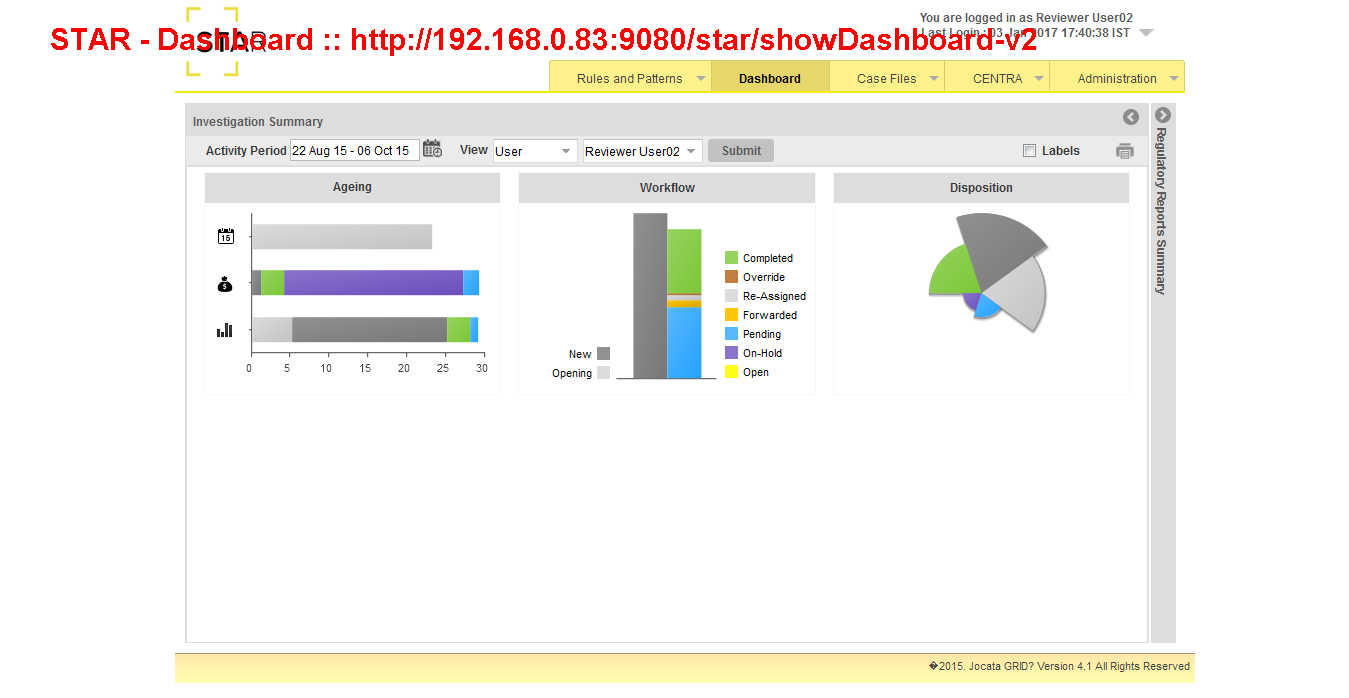 You are logged in as Reviewer User02
STAR - Dashboard :: http://192.168.0.83:9080/star/showDashboard-v2
STAR
Last Login : 03 Jan 2017 17:40:38 IST
Rules and Patterns
Dashboard
Case Files
CENTRA
Administration
Investigation Summary
Activity Period 22 Aug 15 - 06 Oct 15 View User Reviewer User02 Submit Labels
Regulatory Reports Summary
Ageing
15
$
0 5 10 15 20 25 30
Workflow
New
Opening
Completed
Override
Re-Assigned
Forwarded
Pending
On-Hold
Open
Disposition
�2015. Jocata GRID? Version 4.1 All Rights Reserved